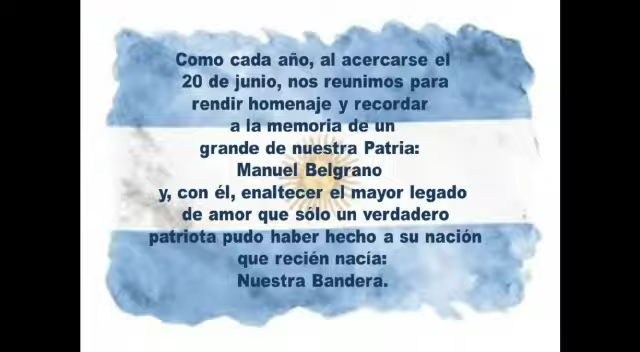 Como cada año, al acercarse el
20 de junio, nos reunimos para
rendir homenaje y recordar
a la memoria de un
grande de nuestra Patria:
Manuel Belgrano
y, con él, enaltecer el mayor legado
de amor que sólo un verdadero
patriota pudo haber hecho a su nación
que recién nacía:
Nuestra Bandera.